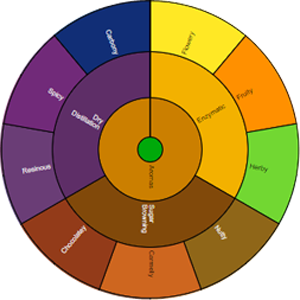 Flowery
Fruity
Herby
Nutty
Caramelly
Chocolatey
Resinous
Spicy
Carbony
Enzymatic
Sugar
Browning
Dry
Distillation
Aromas